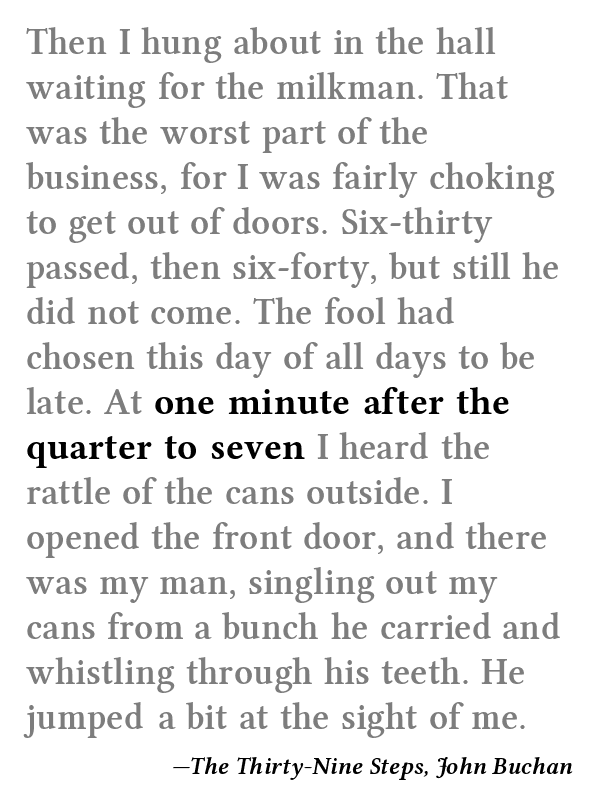 Then I hung about in the hall
waiting for the milkman. That
was the worst part of the
business, for I was fairly choking
to get out of doors. Six-thirty
passed, then six-forty, but still he
did not come. The fool had
chosen this day of all days to be
late. At one minute after the
quarter to seven I heard the
rattle of the cans outside. I
opened the front door, and there
was my man, singling out my
cans from a bunch he carried and
whistling through his teeth. He
jumped a bit at the sight of me.
—The Thirty-Nine Steps, John Buchan